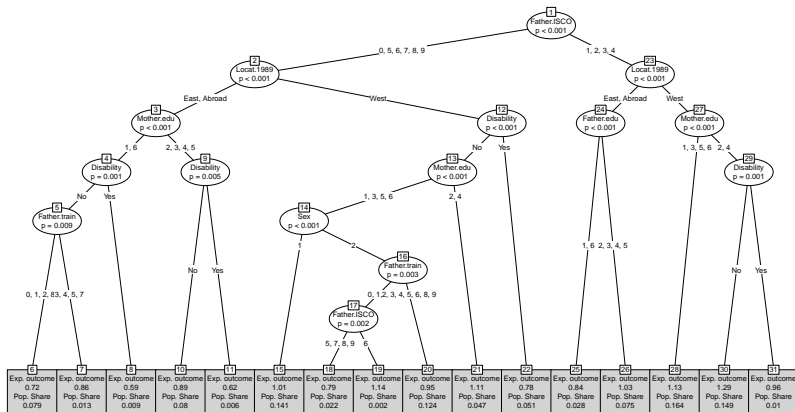 1
Father.ISCO
p < 0.001
0, 5, 6, 7, 8, 9
1, 2, 3, 4
2
Locat.1989
p < 0.001
23
Locat.1989
p < 0.001
East, Abroad
West
East, Abroad
West
3
Mother.edu
p < 0.001
12
Disability
p < 0.001
24
Father.edu
p < 0.001
27
Mother.edu
p < 0.001
1, 6
2, 3, 4, 5
No
Yes
1, 3, 5, 6
2, 4
4
Disability
p = 0.001
9
Disability
p = 0.005
13
Mother.edu
p < 0.001
29
Disability
p = 0.001
No
Yes
1, 3, 5, 6
2, 4
5
Father.train
p = 0.009
14
Sex
p < 0.001
1
2
1, 6
2, 3, 4, 5
16
Father.train
p = 0.003
No
Yes
No
Yes
0, 1, 2, 8
3, 4, 5, 7
0, 1,
2, 3, 4, 5, 6, 8, 9
17
Father.ISCO
p = 0.002
5, 7, 8, 9
6
6
Exp. outcome
0.72
Pop. Share
0.079
7
Exp. outcome
0.86
Pop. Share
0.013
8
Exp. outcome
0.59
Pop. Share
0.009
10
Exp. outcome
0.89
Pop. Share
0.08
11
Exp. outcome
0.62
Pop. Share
0.006
15
Exp. outcome
1.01
Pop. Share
0.141
18
Exp. outcome
0.79
Pop. Share
0.022
19
Exp. outcome
1.14
Pop. Share
0.002
20
Exp. outcome
0.95
Pop. Share
0.124
21
Exp. outcome
1.11
Pop. Share
0.047
22
Exp. outcome
0.78
Pop. Share
0.051
25
Exp. outcome
0.84
Pop. Share
0.028
26
Exp. outcome
1.03
Pop. Share
0.075
28
Exp. outcome
1.13
Pop. Share
0.164
30
Exp. outcome
1.29
Pop. Share
0.149
31
Exp. outcome
0.96
Pop. Share
0.01